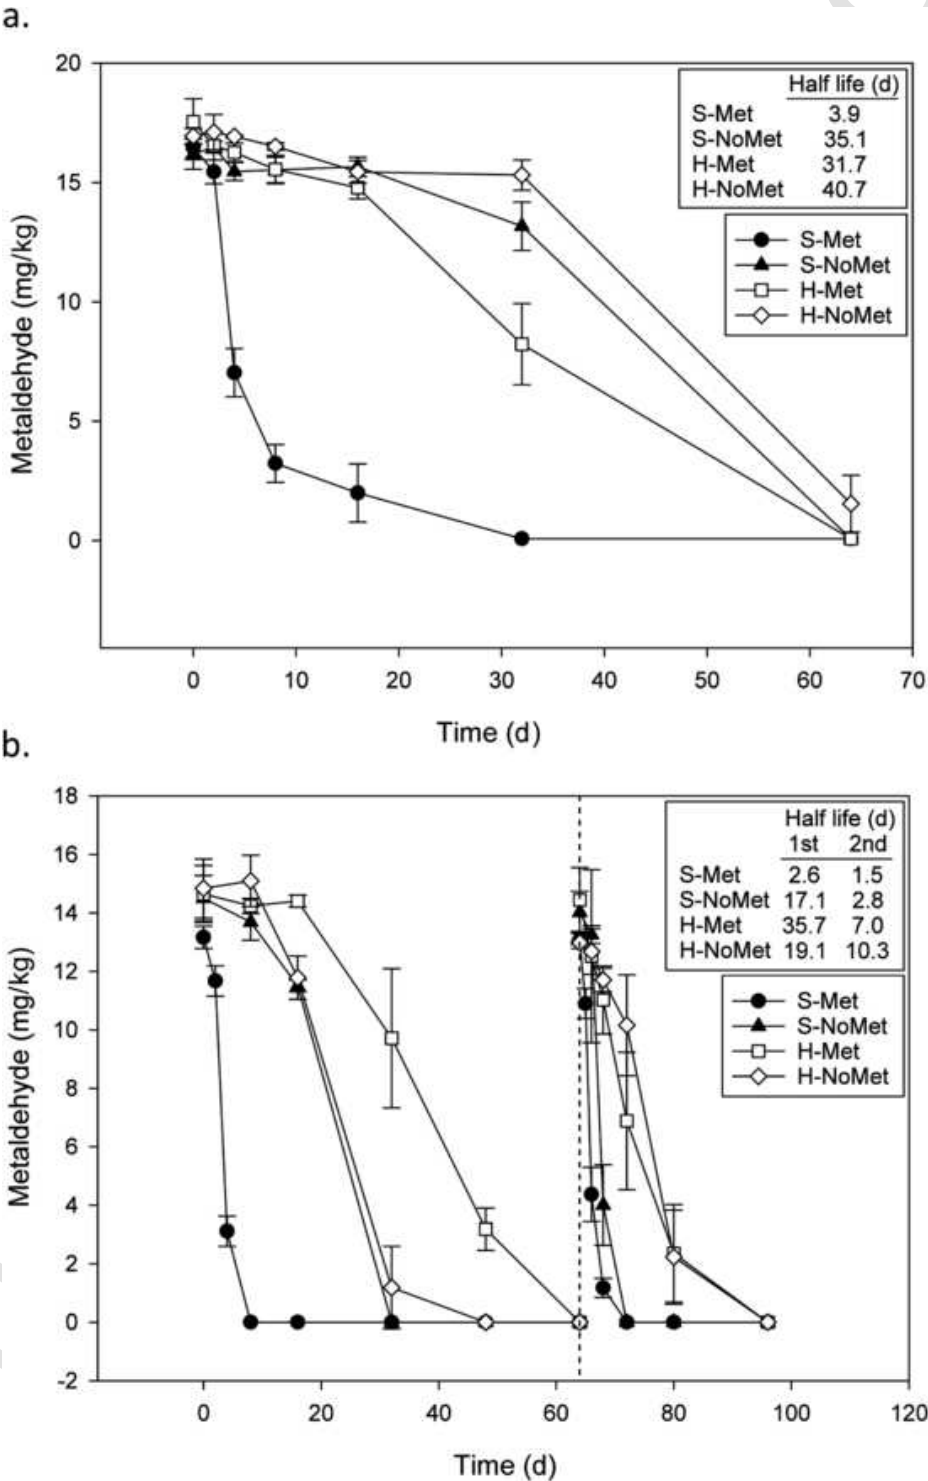 a.
20
15
10
5
0
Metaldehyde (mg/kg)
Half life (d)
S-Met 3.9
S-NoMet 35.1
H-Met 31.7
H-NoMet 40.7
S-Met
S-NoMet
H-Met
H-NoMet
0 10 20 30 40 50 60 70
Time (d)
b.
18
16
14
12
10
8
6
4
2
0
-2
Metaldehyde (mg/kg)
Half life (d)
1st 2nd
S-Met 2.6 1.5
S-NoMet 17.1 2.8
H-Met 35.7 7.0
H-NoMet 19.1 10.3
S-Met
S-NoMet
H-Met
H-NoMet
0 20 40 60 80 100 120
Time (d)